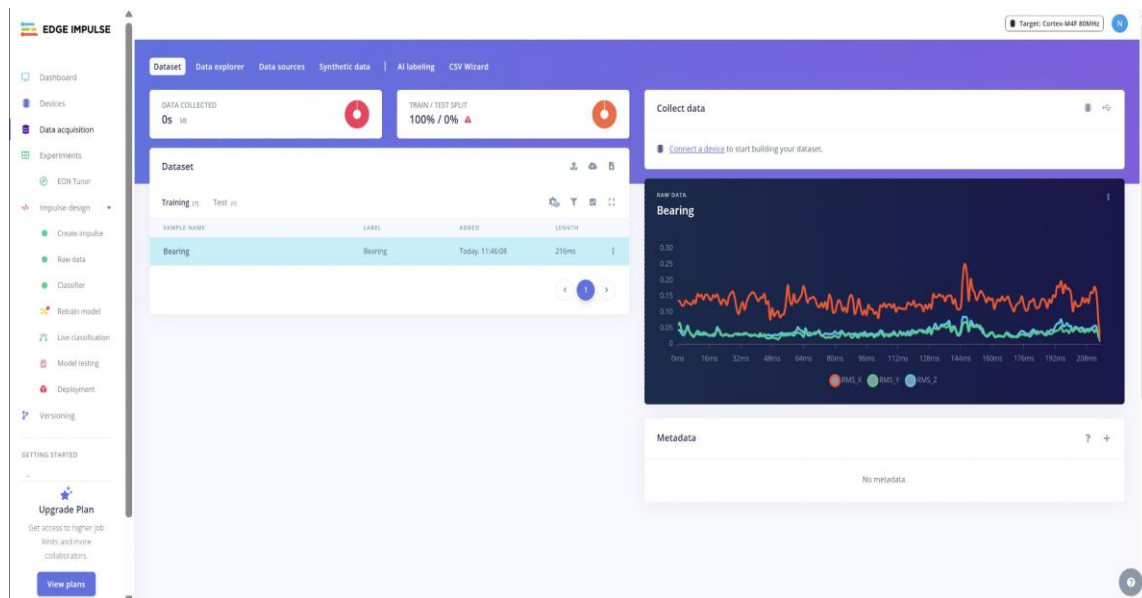 EDGE IMPULSE
Target: Cortex-M4F 80MHz
N
Dashboard
Devices
Data acquisition
Experiments
EON Tuner
Impulse design
Create impulse
Raw data
Classifier
Retrain model
Live classification
Model testing
Deployment
Versioning
GETTING STARTED
Upgrade Plan
Get access to higher job
limits and more
collaborators.
View plans
Dataset Data explorer Data sources Synthetic data | AI labeling CSV Wizard
DATA COLLECTED
0s
TRAIN / TEST SPLIT
100% / 0%
Dataset
Training (1) Test (0)
SAMPLE NAME LABEL ADDED LENGTH
Bearing Bearing Today, 11:46:08 216ms
1
Collect data
Connect a device to start building your dataset.
RAW DATA
Bearing
0.30
0.25
0.20
0.15
0.10
0.05
0
0ms 16ms 32ms 48ms 64ms 80ms 96ms 112ms 128ms 144ms 160ms 176ms 192ms 208ms
RMS_X RMS_Y RMS_Z
Metadata ? +
No metadata.
?